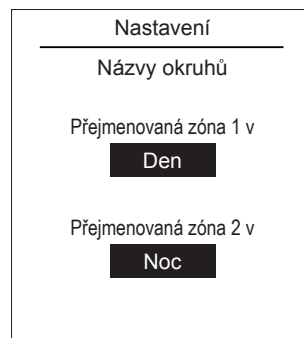 Nastavení
Názvy okruhů
Přejmenovaná zóna 1 v
Den
Přejmenovaná zóna 2 v
Noc